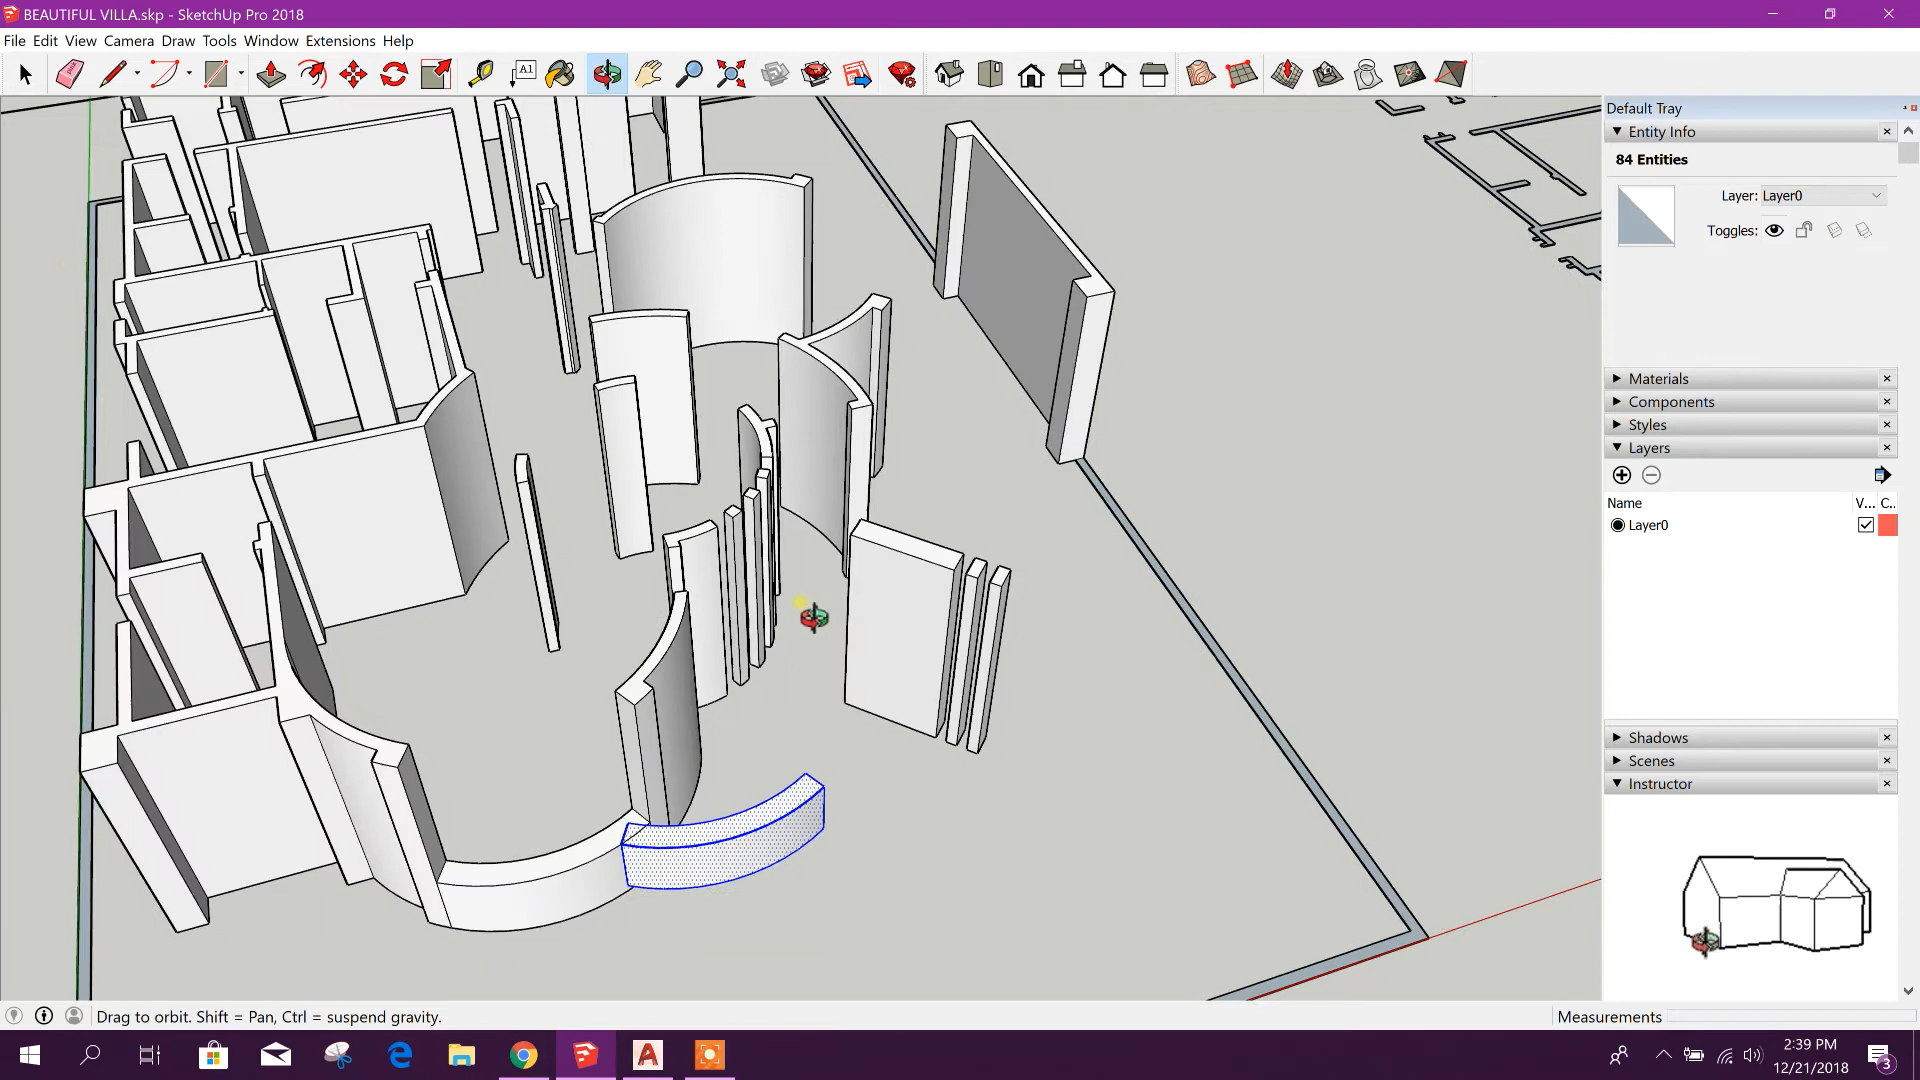 BEAUTIFUL VILLA.skp - SketchUp Pro 2018
File Edit View Camera Draw Tools Window Extensions Help
A1
Default Tray
Entity Info
84 Entities
Layer: Layer0
Toggles:
Materials
Components
Styles
Layers
Name V... C...
Layer0
Shadows
Scenes
Instructor
Drag to orbit. Shift = Pan, Ctrl = suspend gravity.
Measurements
2:39 PM
12/21/2018
3